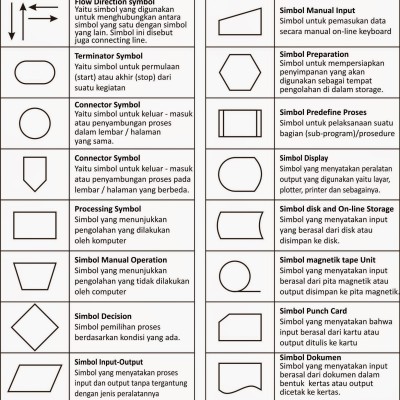 Flow Direction symbol
Yaitu simbol yang digunakan
untuk menghubungkan antara
simbol yang satu dengan simbol
yang lain. Simbol ini disebut
juga connecting line.
Terminator Symbol
Yaitu simbol untuk permulaan
(start) atau akhir (stop) dari
suatu kegiatan
Connector Symbol
Yaitu simbol untuk keluar - masuk
atau penyambungan proses
dalam lembar / halaman
yang sama.
Connector Symbol
Yaitu simbol untuk keluar - masuk
atau penyambungan proses pada
lembar / halaman yang berbeda.
Processing Symbol
Simbol yang menunjukkan
pengolahan yang dilakukan
oleh komputer
Simbol Manual Operation
Simbol yang menunjukkan
pengolahan yang tidak dilakukan
oleh komputer
Simbol Decision
Simbol pemilihan proses
berdasarkan kondisi yang ada.
Simbol Input-Output
Simbol yang menyatakan proses
input dan output tanpa tergantung
dengan jenis peralatannya
Simbol Manual Input
Simbol untuk pemasukan data
secara manual on-line keyboard
Simbol Preparation
Simbol untuk mempersiapkan
penyimpanan yang akan
digunakan sebagai tempat
pengolahan di dalam storage.
Simbol Predefine Proses
Simbol untuk pelaksanaan suatu
bagian (sub-program)/prosedure
Simbol Display
Simbol yang menyatakan peralatan
output yang digunakan yaitu layar,
plotter, printer dan sebagainya.
Simbol disk and On-line Storage
Simbol yang menyatakan input
yang berasal dari disk atau
disimpan ke disk.
Simbol magnetik tape Unit
Simbol yang menyatakan input
berasal dari pita magnetik atau
output disimpan ke pita magnetik.
Simbol Punch Card
Simbol yang menyatakan bahwa
input berasal dari kartu atau
output ditulis ke kartu
Simbol Dokumen
Simbol yang menyatakan input
berasal dari dokumen dalam
bentuk kertas atau output
dicetak ke kertas.